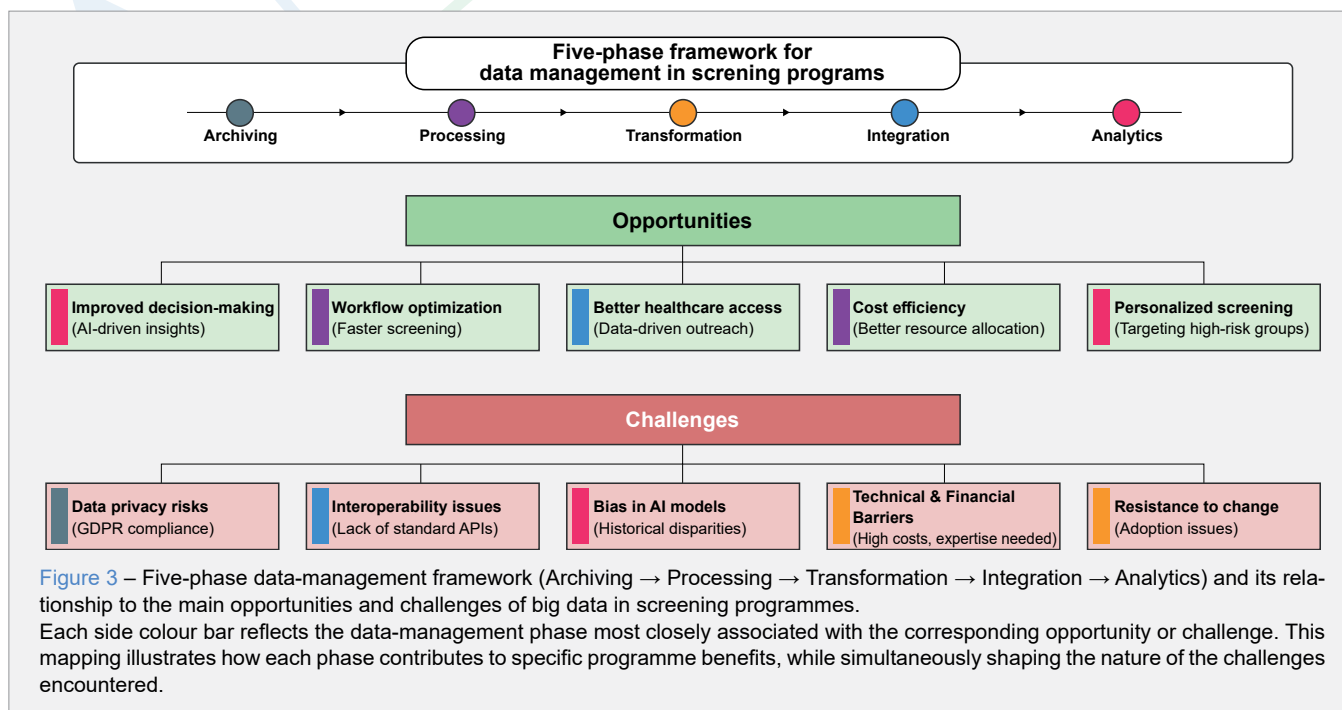 Five-phase framework for
data management in screning programs
Archiving
Processing
Transformation
Integration
Analytics
Opportunities
Improved decision-making
(AI-driven insights)
Workflow optimization
(Faster screening)
Better healthcare access
(Data-driven outreach)
Cost efficiency
(Better resource allocation)
Personalized screening
(Targeting high-risk groups)
Challenges
Data privacy risks
(GDPR compliance)
Interoperability issues
(Lack of standard APIs)
Bias in AI models
(Historical disparities)
Technical & Financial
Barriers
(High costs, expertise needed)
Resistance to change
(Adoption issues)
Figure 3 – Five-phase data-management framework (Archiving → Processing → Transformation → Integration → Analytics) and its rela-
tionship to the main opportunities and challenges of big data in screening programmes.
Each side colour bar reflects the data-management phase most closely associated with the corresponding opportunity or challenge. This
mapping illustrates how each phase contributes to specific programme benefits, while simultaneously shaping the nature of the challenges
encountered.